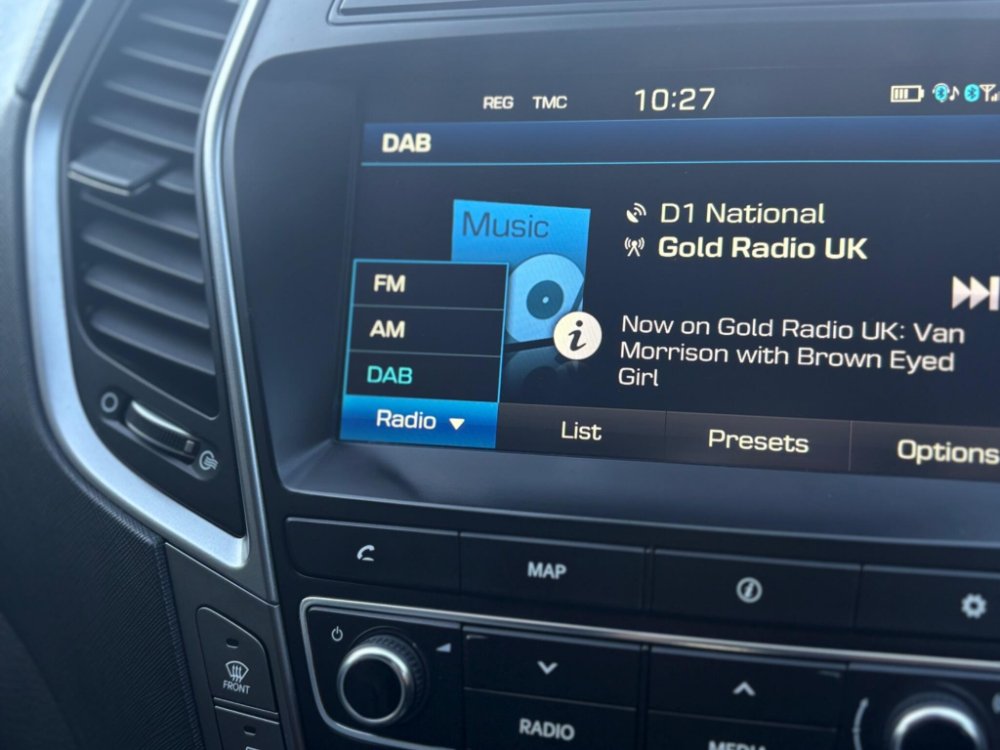 REG TMC 10:27
DAB
Music
D1 National
Gold Radio UK
FM
AM
DAB
Now on Gold Radio UK: Van
Morrison with Brown Eyed
Girl
Radio List Presets Options
MAP
FRONT
RADIO
MEDIA